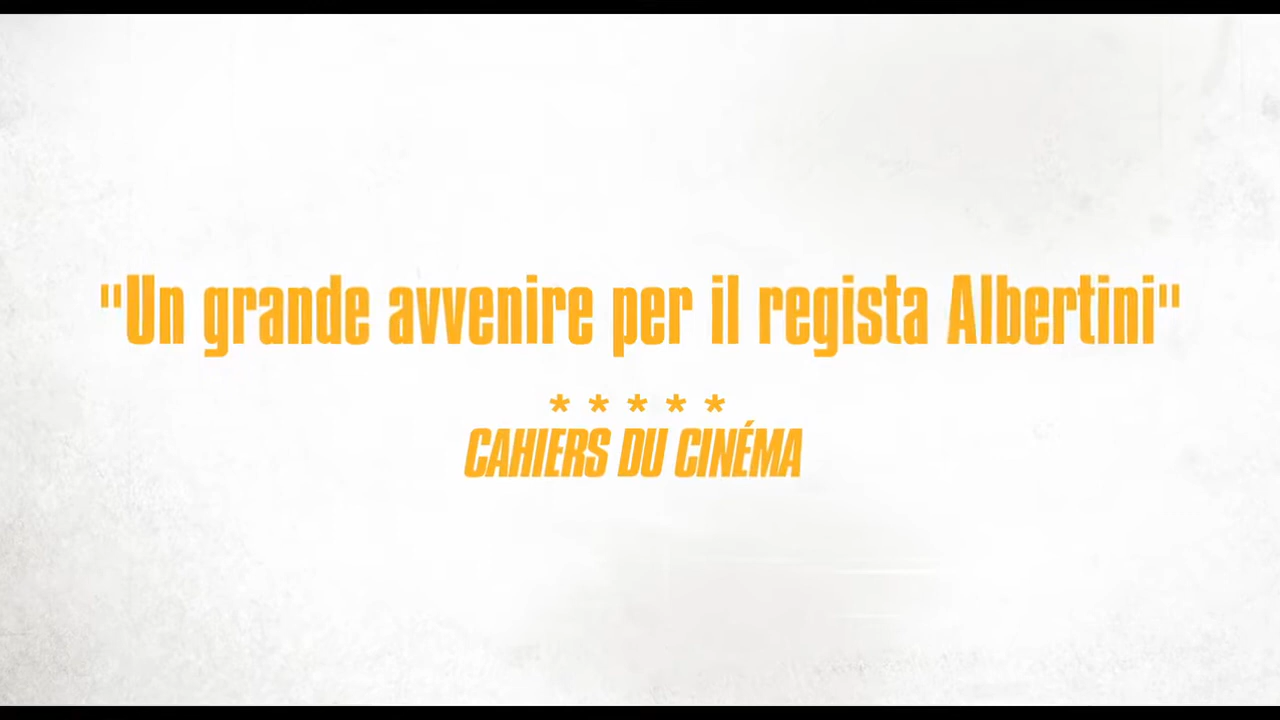 "Un grande avvenire per il regista Albertini"
* * * * *
CAHIERS DU CINÉMA